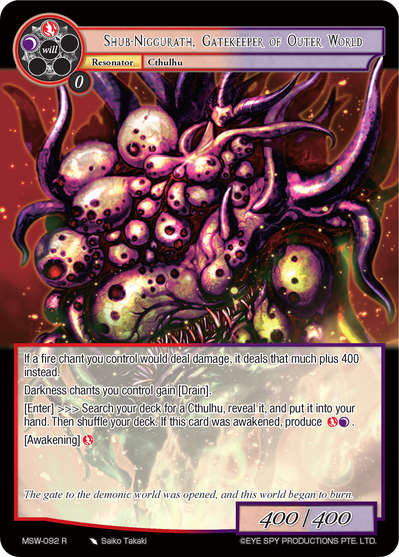 Shub-Niggurath, Gatekeeper of Outer World
will
Resonator Cthulhu
0
If a fire chant you control would deal damage, it deals that much plus 400
instead.
Darkness chants you control gain [Drain].
[Enter] >>> Search your deck for a Cthulhu, reveal it, and put it into your
hand. Then shuffle your deck. If this card was awakened, produce .
[Awakening]
The gate to the demonic world was opened, and this world began to burn.
400/400
MSW-092 R Saiko Takaki ©EYE SPY PRODUCTIONS PTE. LTD.